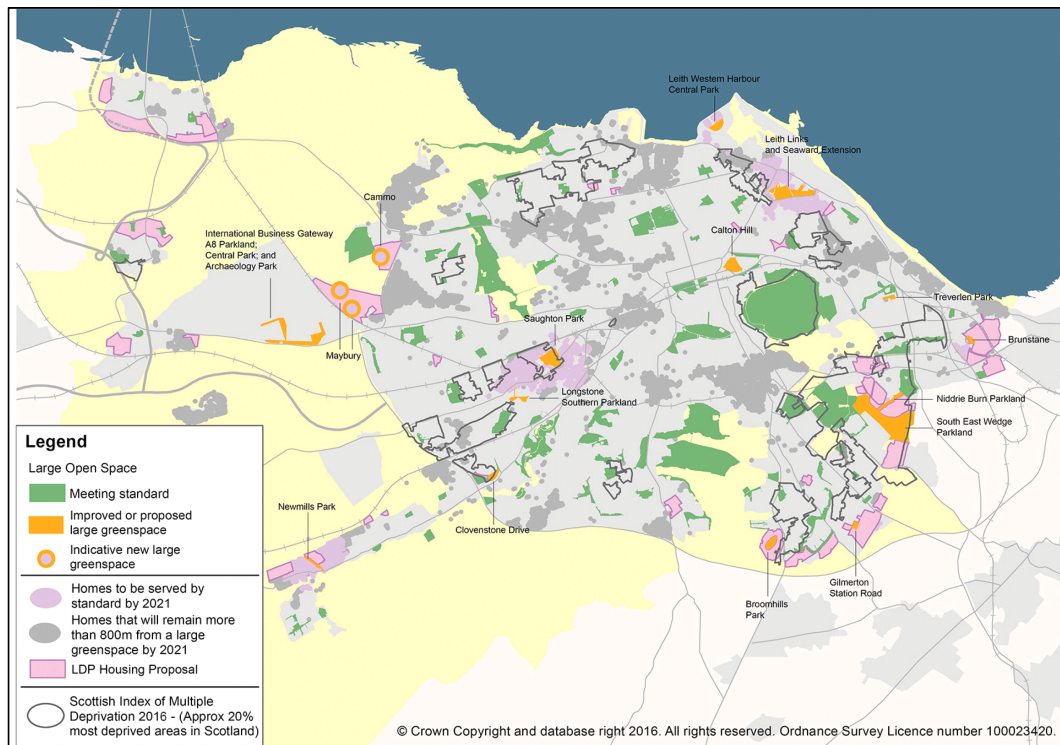 Leith Western Harbour
Central Park
Leith Links
and Seaward Extension
Cammo
International Business Gateway
A8 Parkland;
Central Park; and
Archaeology Park
Calton Hill
Treverlen Park
Saughton Park
Brunstane
Maybury
Longstone
Southern Parkland
Niddrie Burn Parkland
South East Wedge
Parkland
Newmills Park
Clovenstone Drive
Gilmerton
Station Road
Broomhills
Park
Legend
Large Open Space
Meeting standard
Improved or proposed
large greenspace
Indicative new large
greenspace
Homes to be served by
standard by 2021
Homes that will remain more
than 800m from a large
greenspace by 2021
LDP Housing Proposal
Scottish Index of Multiple
Deprivation 2016 - (Approx 20%
most deprived areas in Scotland)
© Crown Copyright and database right 2016. All rights reserved. Ordnance Survey Licence number 100023420.